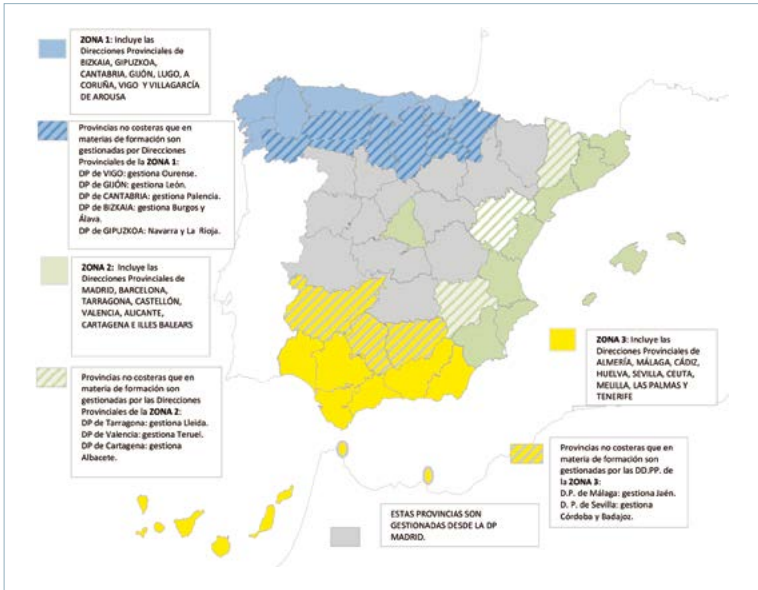 ZONA 1: Incluye las
Direcciones Provinciales de
BIZKAIA, GIPUZKOA,
CANTABRIA, GIJÓN, LUGO, A
CORUÑA, VIGO Y VILLAGARCÍA
DE AROUSA
Provincias no costeras que en
materias de formación son
gestionadas por Direcciones
Provinciales de la ZONA 1:
DP de VIGO: gestiona Ourense.
DP de GIJÓN: gestiona León.
DP de CANTABRIA: gestiona Palencia.
DP de BIZKAIA: gestiona Burgos y
Álava.
DP de GIPUZKOA: Navarra y La Rioja.
ZONA 2: Incluye las
Direcciones Provinciales de
MADRID, BARCELONA,
TARRAGONA, CASTELLÓN,
VALENCIA, ALICANTE,
CARTAGENA E ILLES BALEARS
Provincias no costeras que en
materia de formación son
gestionadas por las Direcciones
Provinciales de la ZONA 2:
DP de Tarragona: gestiona Lleida.
DP de Valencia: gestiona Teruel.
DP de Cartagena: gestiona
Albacete.
ZONA 3: Incluye las
Direcciones Provinciales de
ALMERÍA, MÁLAGA, CÁDIZ,
HUELVA, SEVILLA, CEUTA,
MELILLA, LAS PALMAS Y
TENERIFE
Provincias no costeras que en
materia de formación son
gestionadas por las DD.PP. de
la ZONA 3:
D.P. de Málaga: gestiona Jaén.
D. P. de Sevilla: gestiona
Córdoba y Badajoz.
ESTAS PROVINCIAS SON
GESTIONADAS DESDE LA DP
MADRID.